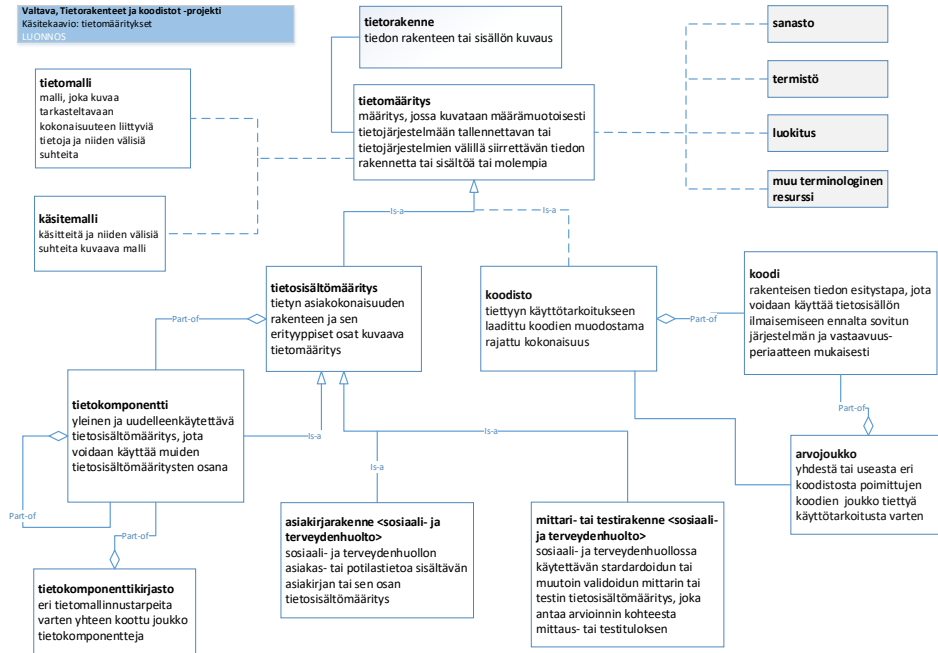 Valtava, Tietorakenteet ja koodistot -projekti
Käsitekaavio: tietomääritykset
LUONNOS
tietorakenne
tiedon rakenteen tai sisällön kuvaus
sanasto
termistö
luokitus
muu terminologinen
resurssi
tietomalli
malli, joka kuvaa
tarkasteltavaan
kokonaisuuteen liittyviä
tietoja ja niiden välisiä
suhteita
tietomääritys
määritys, jossa kuvataan määrämuotoisesti
tietojärjestelmään tallennettavan tai
tietojärjestelmien välillä siirrettävän tiedon
rakennetta tai sisältöä tai molempia
käsitemalli
käsitteitä ja niiden välisiä
suhteita kuvaava malli
Is-a
Is-a
tietosisältömääritys
tietyn asiakokonaisuuden
rakenteen ja sen
erityyppiset osat kuvaava
tietomääritys
koodisto
tiettyyn käyttötarkoitukseen
laadittu koodien muodostama
rajattu kokonaisuus
koodi
rakenteisen tiedon esitystapa, jota
voidaan käyttää tietosisällön
ilmaisemiseen ennalta sovitun
järjestelmän ja vastaavuus-
periaatteen mukaisesti
Part-of
Part-of
tietokomponentti
yleinen ja uudelleenkäytettävä
tietosisältömääritys, jota
voidaan käyttää muiden
tietosisältömääritysten osana
Is-a
Is-a
Is-a
Part-of
arvojoukko
yhdestä tai useasta eri
koodistosta poimittujen
koodien joukko tiettyä
käyttötarkoitusta varten
Part-of
Part-of
asiakirjarakenne <sosiaali- ja
terveydenhuolto>
sosiaali- ja terveydenhuollon
asiakas- tai potilastietoa sisältävän
asiakirjan tai sen osan
tietosisältömääritys
mittari- tai testirakenne <sosiaali-
ja terveydenhuolto>
sosiaali- ja terveydenhuollossa
käytettävän stardardoidun tai
muutoin validoidun mittarin tai
testin tietosisältömääritys, joka
antaa arvioinnin kohteesta
mittaus- tai testituloksen
tietokomponenttikirjasto
eri tietomallinnustarpeita
varten yhteen koottu joukko
tietokomponentteja